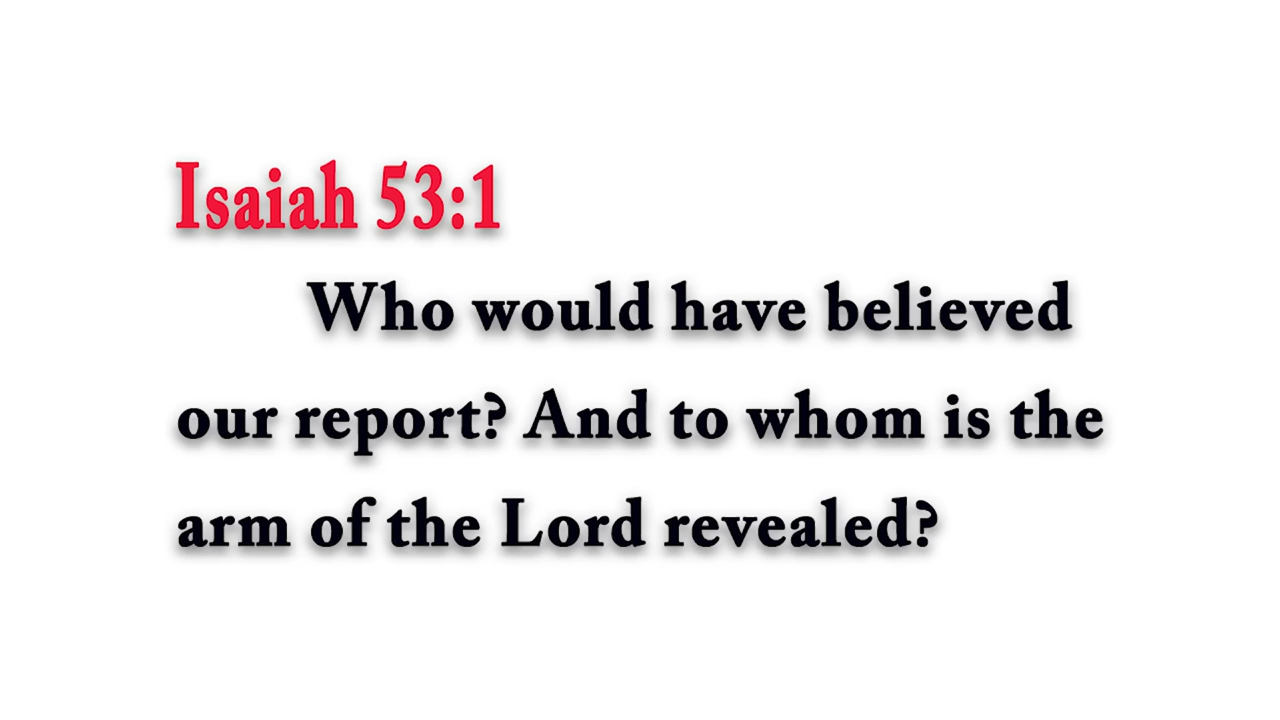 Isaiah 53:1
Who would have believed
our report? And to whom is the
arm of the Lord revealed?